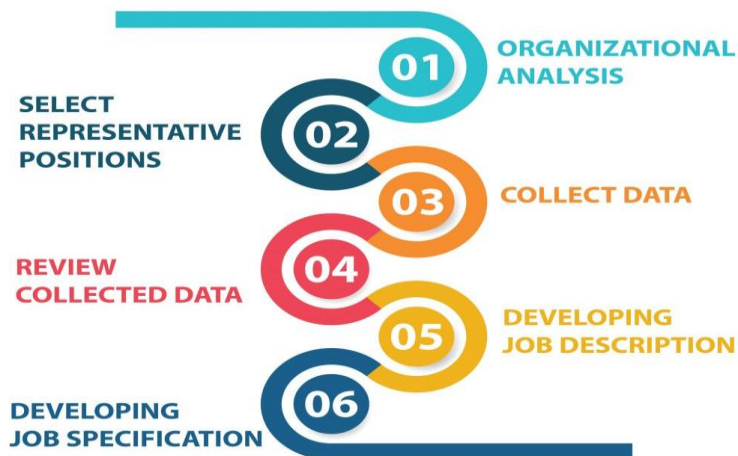 01
ORGANIZATIONAL
ANALYSIS
SELECT
REPRESENTATIVE
POSITIONS
02
03
COLLECT DATA
REVIEW
COLLECTED DATA
04
05
DEVELOPING
JOB DESCRIPTION
DEVELOPING
JOB SPECIFICATION
06